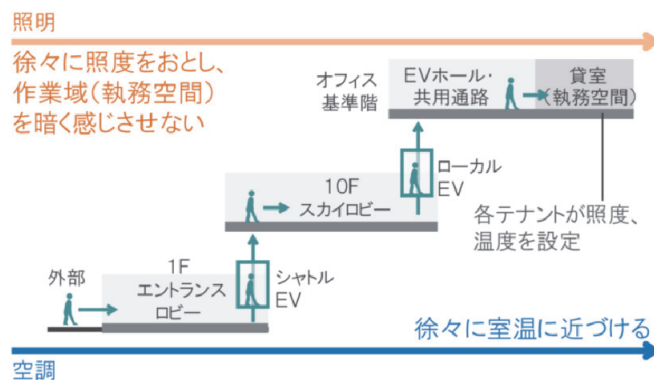 照明
徐々に照度をおとし、
作業域(執務空間)
を暗く感じさせない
オフィス
基準階
EVホール・
共用通路
貸室
(執務空間)
ローカル
EV
10F
スカイロビー
各テナントが照度、
温度を設定
外部
1F
エントランス
ロビー
シャトル
EV
徐々に室温に近づける
空調